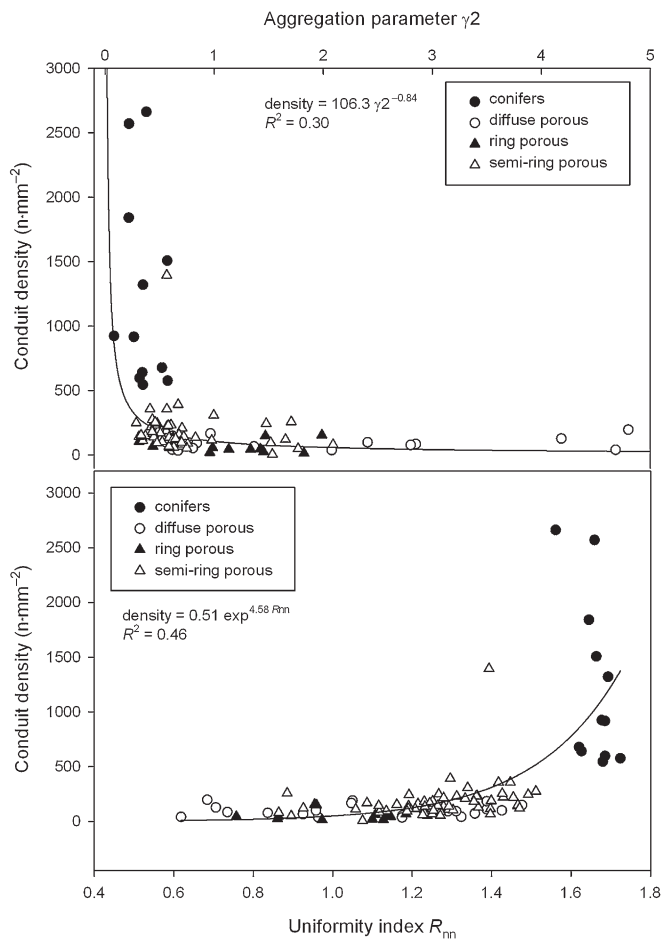 Aggregation parameter γ2
0 1 2 3 4 5
3000
2500
2000
1500
1000
500
0
Conduit density (n·mm⁻²)
density = 106.3 γ2⁻⁰·⁸⁴
R² = 0.30
conifers
diffuse porous
ring porous
semi-ring porous
3000
2500
2000
1500
1000
500
0
Conduit density (n·mm⁻²)
conifers
diffuse porous
ring porous
semi-ring porous
density = 0.51 exp⁴·⁵⁸ ᴿⁿⁿ
R² = 0.46
0.4 0.6 0.8 1.0 1.2 1.4 1.6 1.8
Uniformity index Rₙₙ